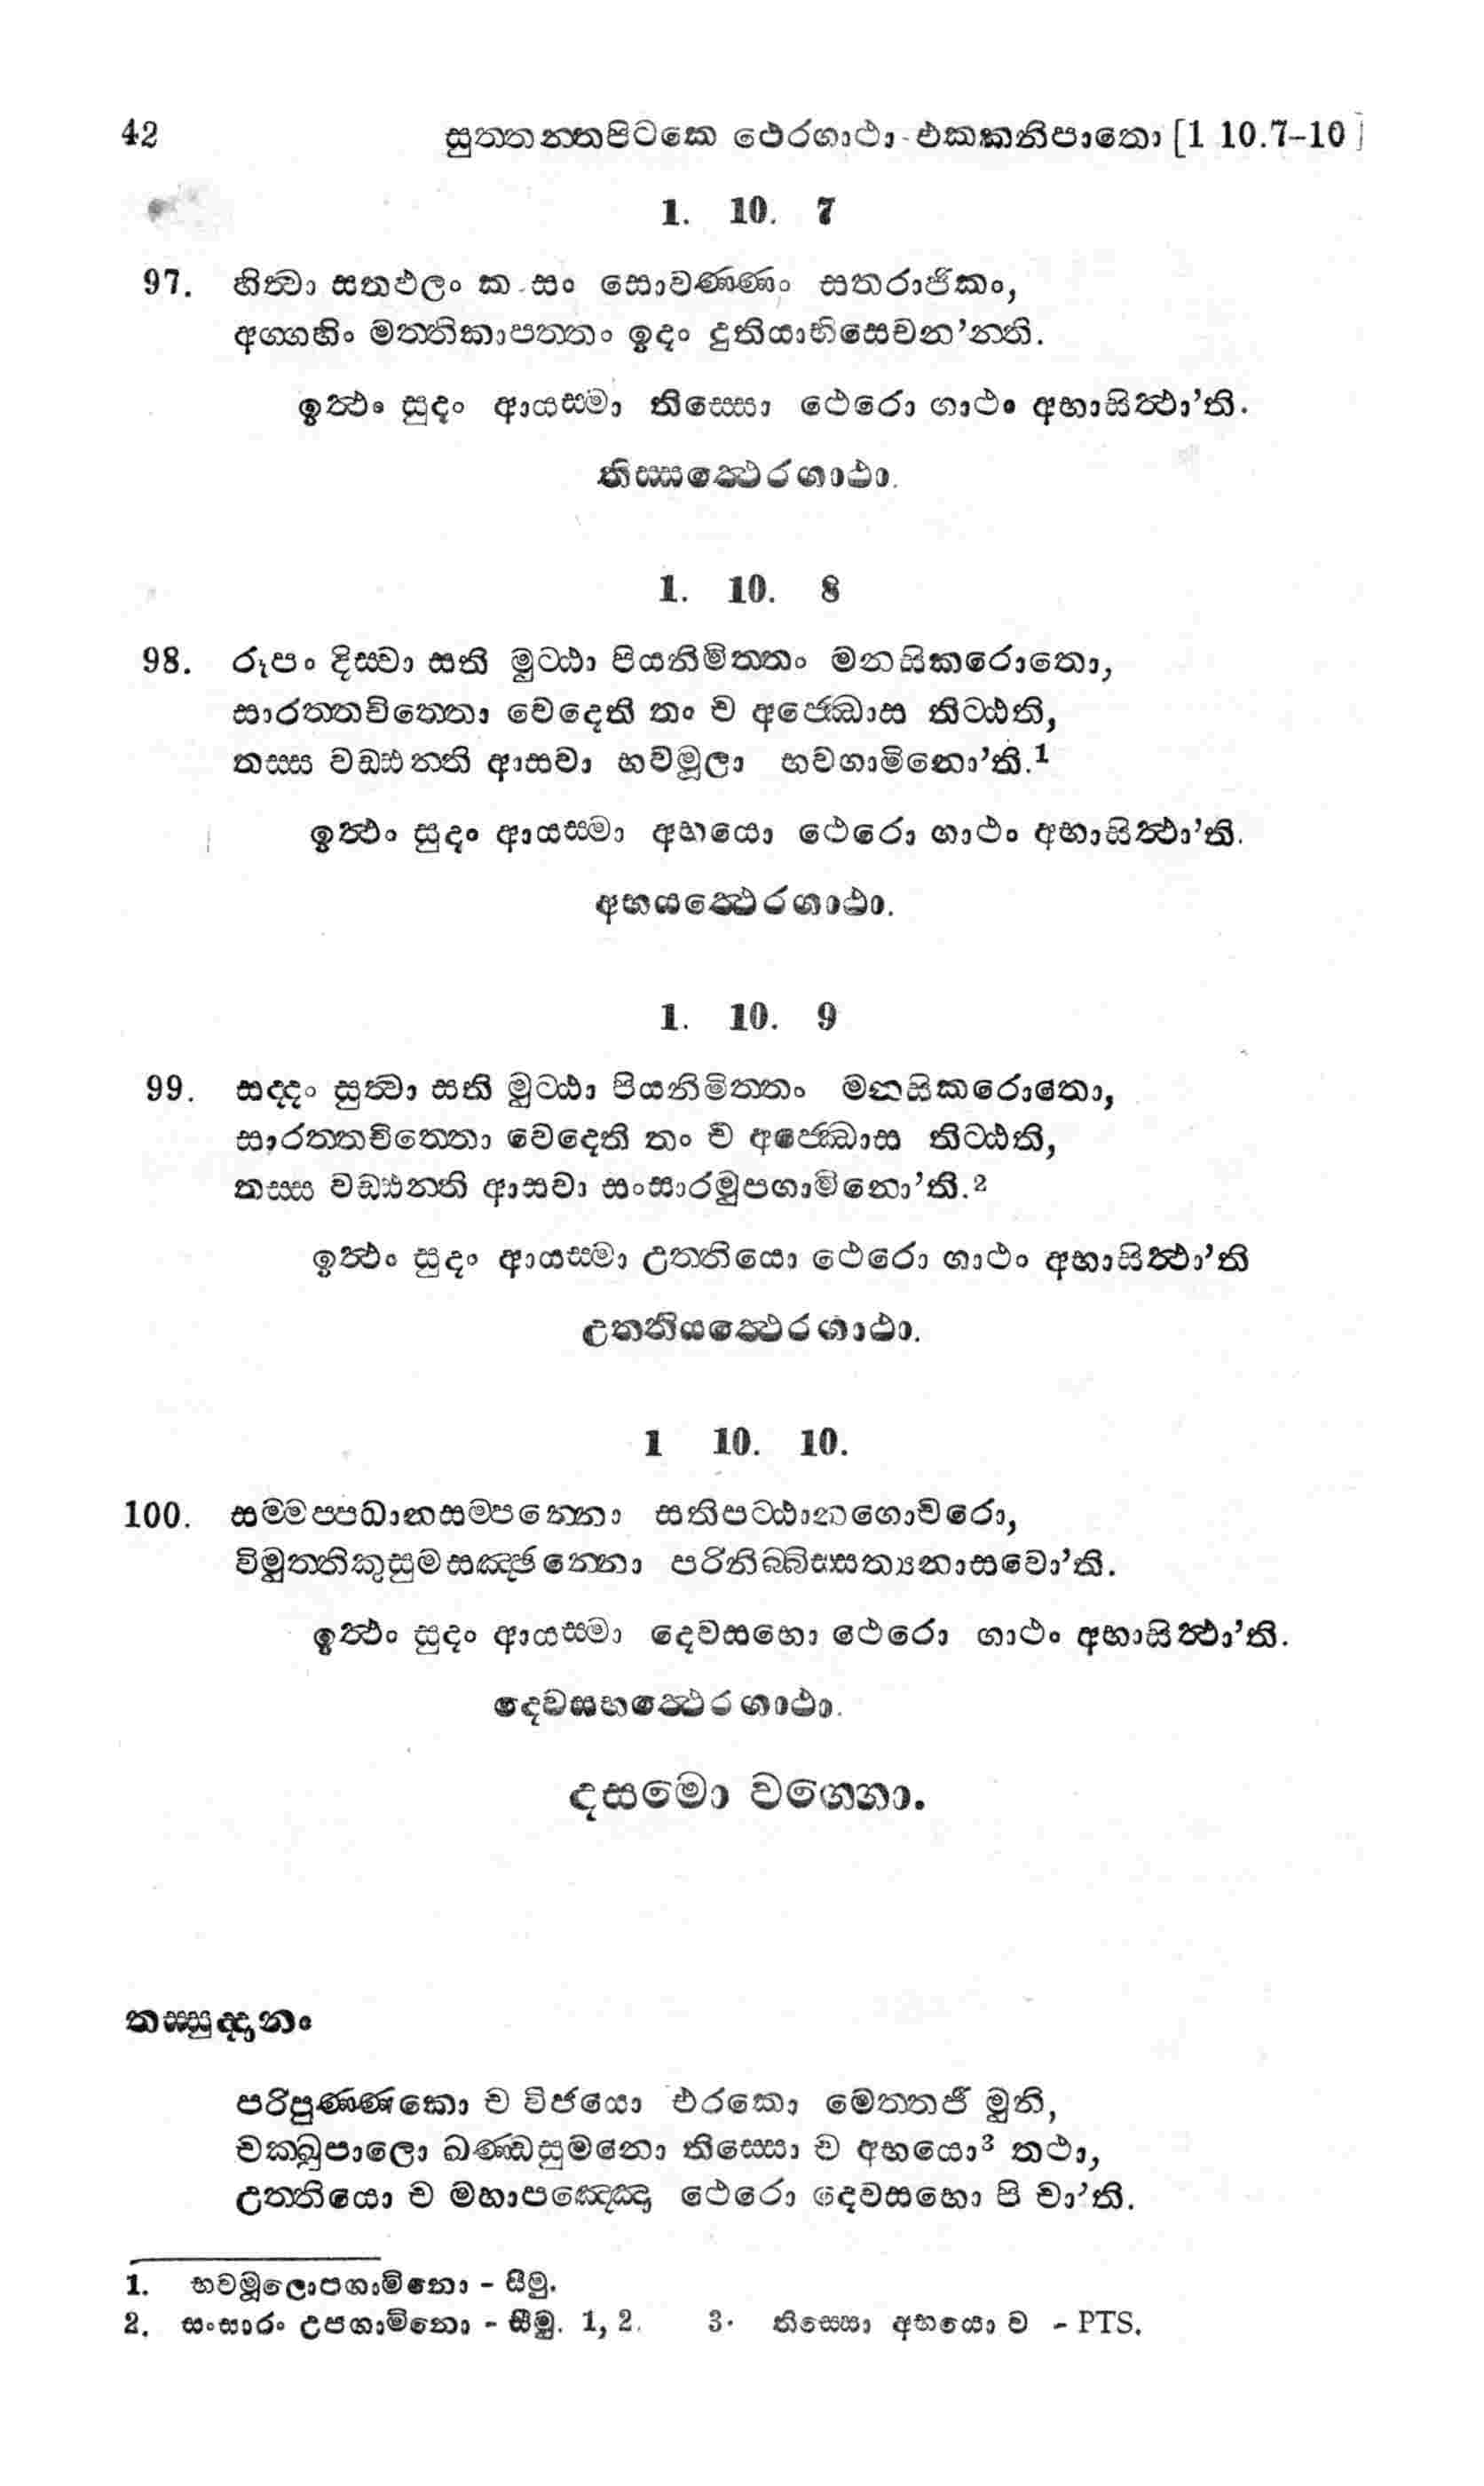 42 සුත්තන්තපිටකෙ ථෙරගාථා - එකකනිපාතො [1 10.7–10]
1. 10. 7
97. හිත්වා සතඵලං කංසං සොවණ්ණං සතරාජිකං,
අග්ගහිං මත්තිකාපත්තං ඉදං දුතියාභිසෙචන’න්ති.
ඉත්ථං සුදං ආයස්මා තිස්සො ථෙරො ගාථං අභාසිත්ථා’ති.
තිස්සත්ථෙරගාථා.
1. 10. 8
98. රූපං දිස්වා සති මුට්ඨා පියනිමිත්තං මනසිකරොතො,
සාරත්තචිත්තො වෙදෙති තං ච අජ්ඣොස තිට්ඨති,
තස්ස වඩ්ඪන්ති ආසවා භවමූලා භවගාමිනො’ති.1
ඉත්ථං සුදං ආයස්මා අභයො ථෙරො ගාථං අභාසිත්ථා’ති.
අභයත්ථෙරගාථා.
1. 10. 9
99. සද්දං සුත්වා සති මුට්ඨා පියනිමිත්තං මනසිකරොතො,
සාරත්තචිත්තො වෙදෙති තං ච අජ්ඣොස තිට්ඨති,
තස්ස වඩ්ඪන්ති ආසවා සංසාරමුපගාමිනො’ති.2
ඉත්ථං සුදං ආයස්මා උත්තියො ථෙරො ගාථං අභාසිත්ථා’ති
උත්තියත්ථෙරගාථා.
1 10. 10.
100. සම්මප්පධානසම්පන්නො සතිපට්ඨානගොචරො,
විමුත්තිකුසුමසඤ්ඡන්නො පරිනිබ්බිස්සත්‍යනාසවො’ති.
ඉත්ථං සුදං ආයස්මා දෙවසභො ථෙරො ගාථං අභාසිත්ථා’ති.
දෙවසභත්ථෙරගාථා.
දසමො වග්ගො.
තස්සුද්දානං
පරිපුණ්ණකො ච විජයො එරකො මෙත්තජී මුනි,
චක්ඛුපාලො ඛණ්ඩසුමනො තිස්සො ච අභයො3 තථා,
උත්තියො ච මහාපඤ්ඤො ථෙරො දෙවසභො පි චා’ති.
1. භවමූලොපගාමිනො - සීමු.
2. සංසාරං උපගාමිනො - සීමු. 1, 2. 3. තිස්සො අභයො ච - PTS.